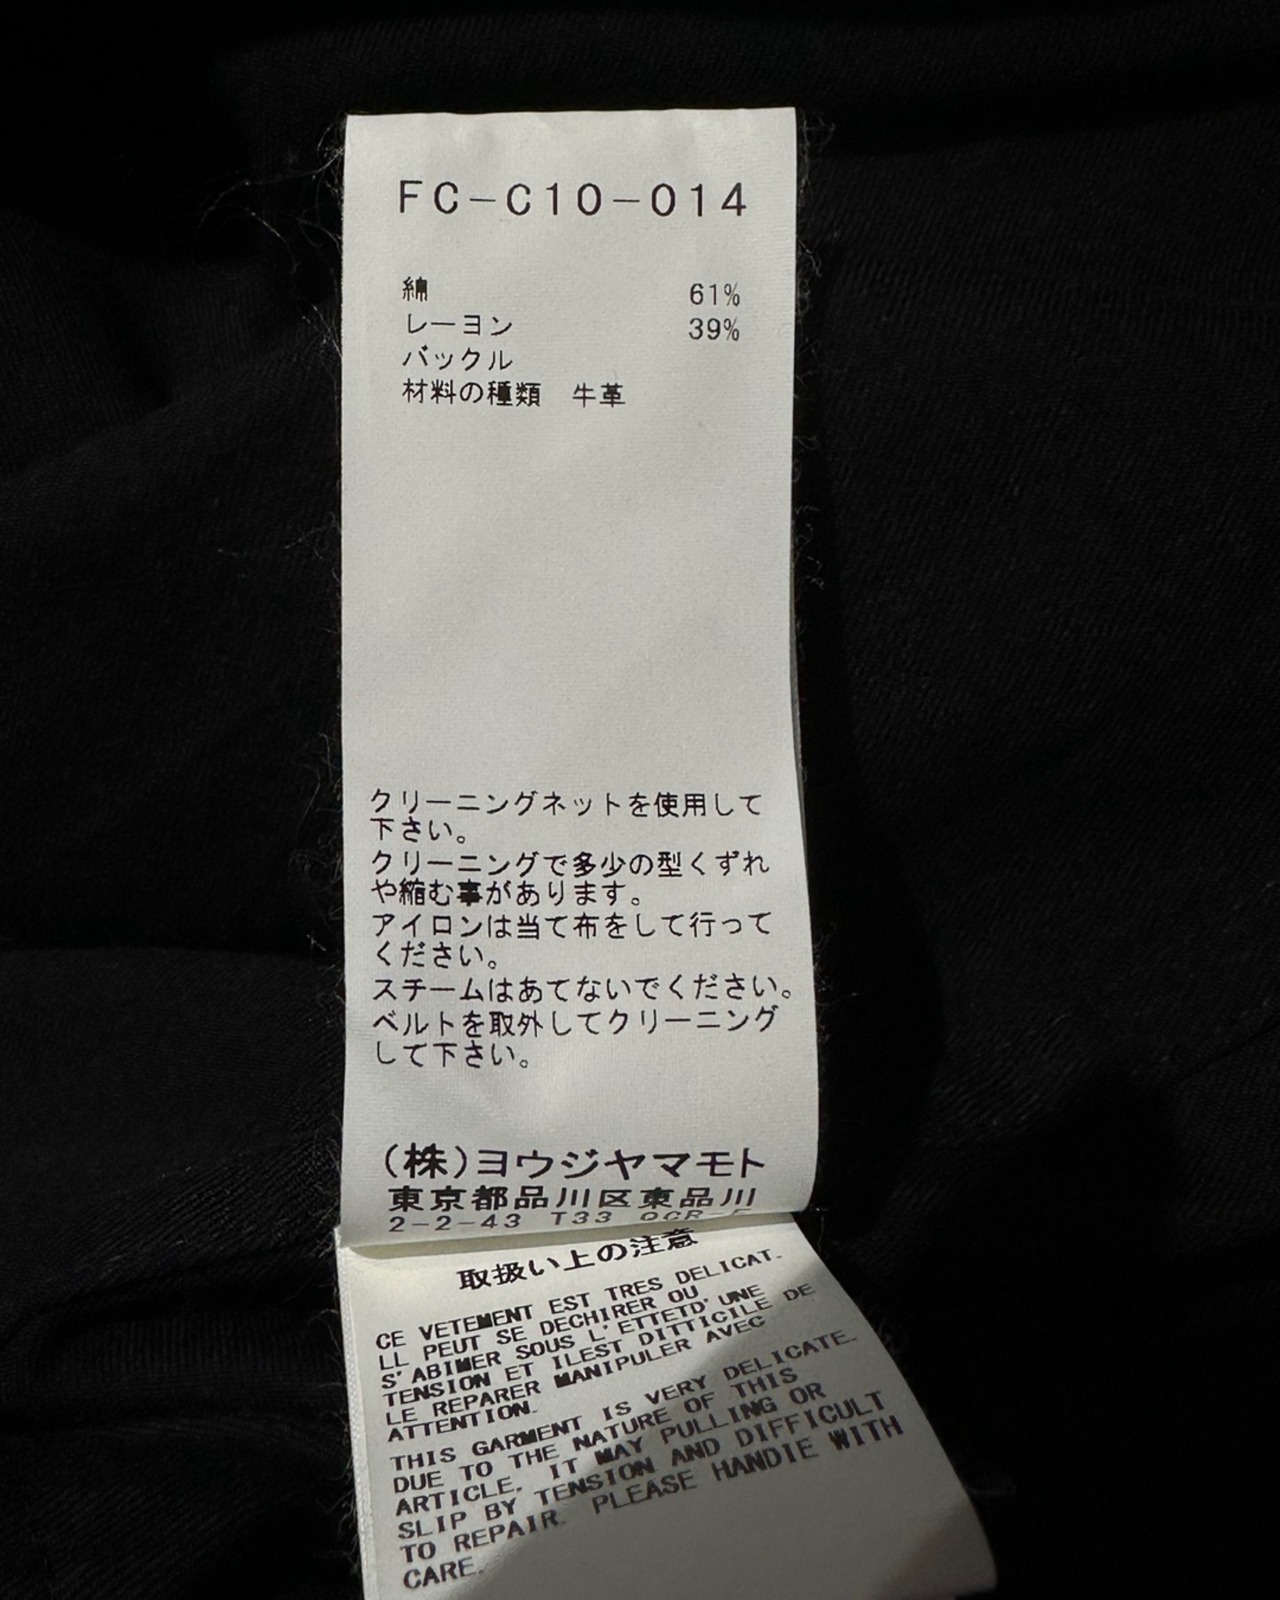 FC-C10-014
綿 61%
レーヨン 39%
バックル
材料の種類 牛革
クリーニングネットを使用して
下さい。
クリーニングで多少の型くずれ
や縮む事があります。
アイロンは当て布をして行って
ください。
スチームはあてないでください。
ベルトを取外してクリーニング
して下さい。
(株)ヨウジヤマモト
東京都品川区東品川
2-2-43 T33
取扱い上の注意
CE VETEMENT EST TRES DELICAT.
LL PEUT SE DECHIRER OU
S'ABIMER SOUS L'ETTETD'UNE
TENSION ET ILEST DITTICILE DE
LE REPARER MANIPULER AVEC
ATTENTION.
THIS GARMENT IS VERY DELICATE.
DUE TO THE NATURE OF THIS
ARTICLE, IT MAY PULLING OR
SLIP BY TENSION AND DIFFICULT
TO REPAIR. PLEASE HANDIE WITH
CARE.